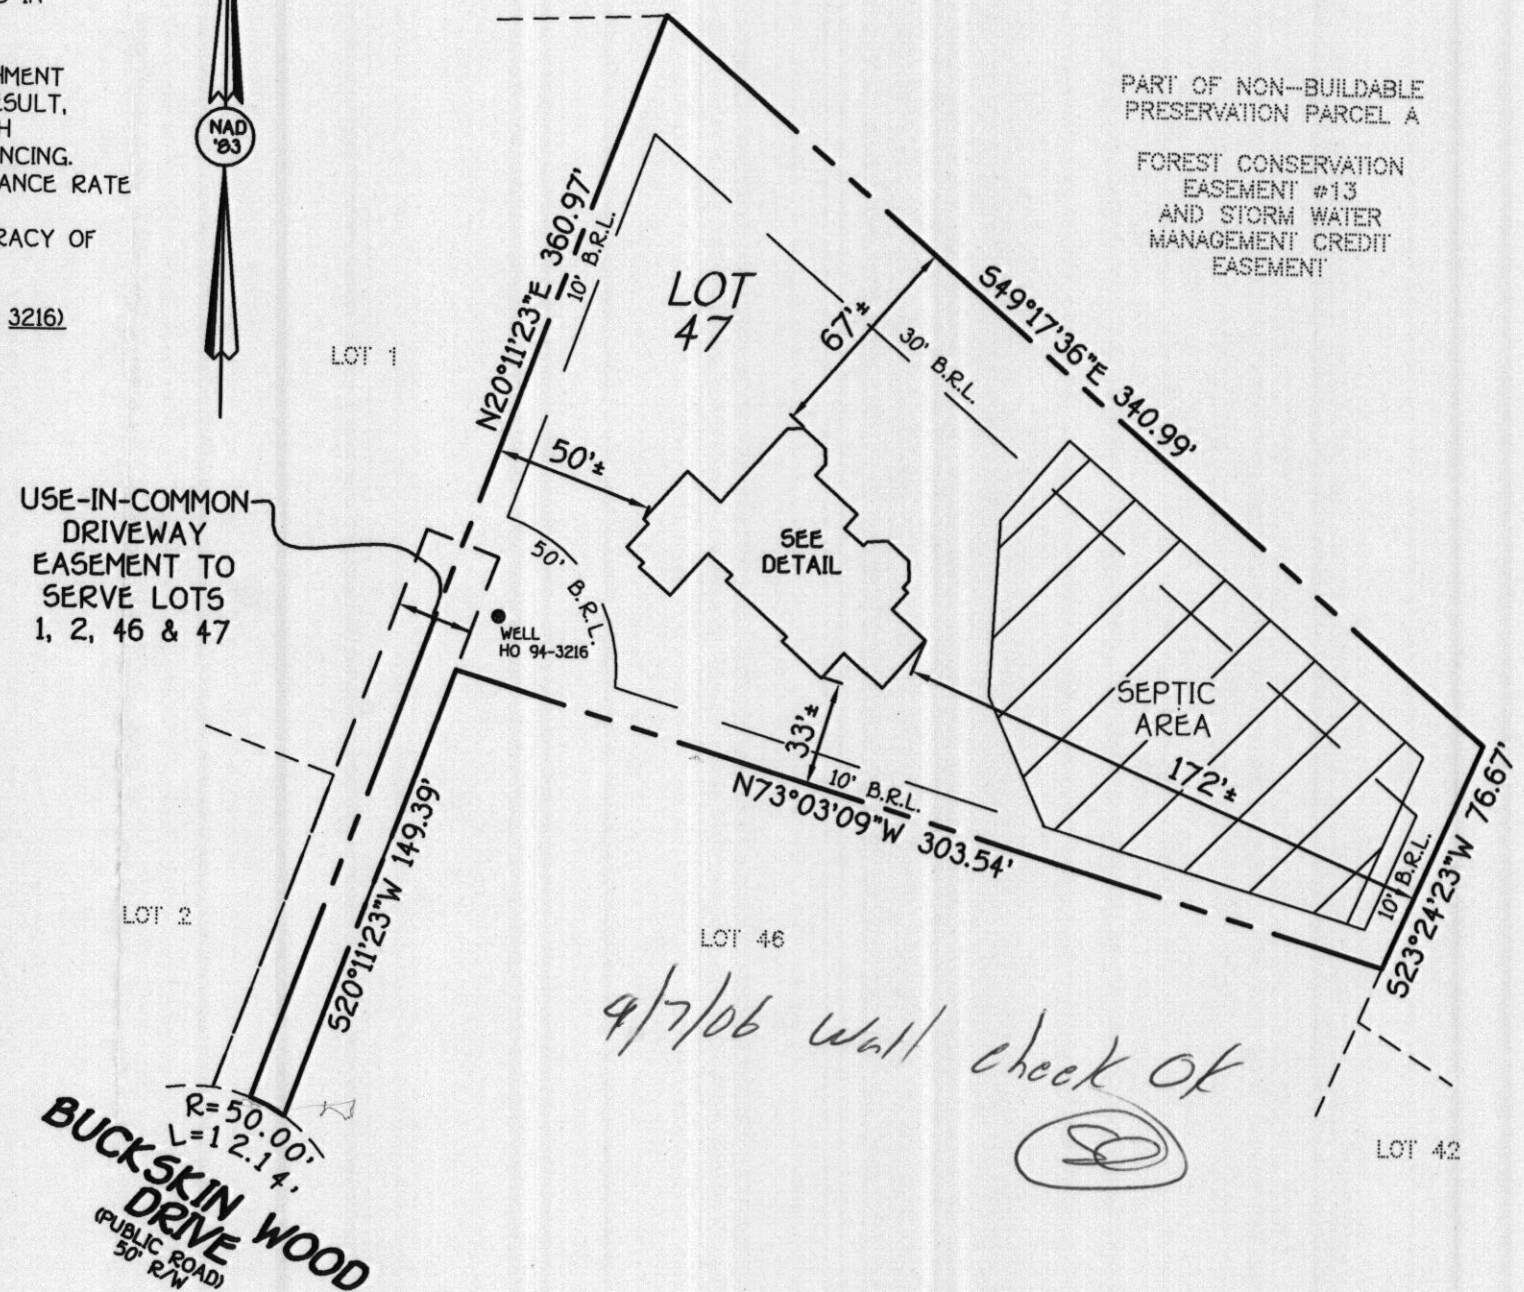 IN
HMENT
ESULT,
H
NCING.
ANCE RATE
RACY OF
3216)
NAD
'83
PART OF NON-BUILDABLE
PRESERVATION PARCEL A
FOREST CONSERVATION
EASEMENT #13
AND STORM WATER
MANAGEMENT CREDIT
EASEMENT
N20°11'23"E 360.97'
10' B.R.L.
LOT
47
67'±
S49°17'36"E 340.99'
30' B.R.L.
LOT 1
50'±
USE-IN-COMMON
DRIVEWAY
EASEMENT TO
SERVE LOTS
1, 2, 46 & 47
50' B.R.L.
SEE
DETAIL
WELL
HO 94-3216
SEPTIC
AREA
33'±
172'±
10' B.R.L.
N73°03'09"W 303.54'
10' B.R.L.
S23°24'23"W 76.67'
S20°11'23"W 149.39'
LOT 2
LOT 46
9/7/06 Wall check OK
LOT 42
R=50.00'
L=12.14'
BUCKSKIN WOOD
DRIVE
(PUBLIC ROAD)
50' R/W